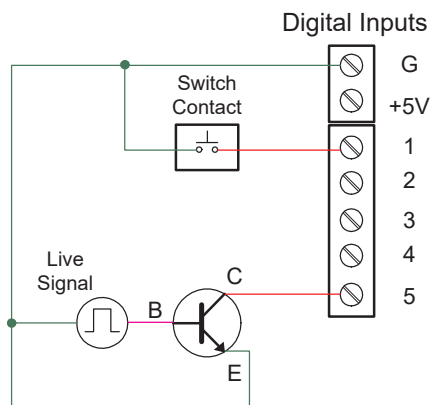 Digital Inputs
G
+5V
Switch
Contact
1
2
3
4
5
Live
Signal
B
C
E